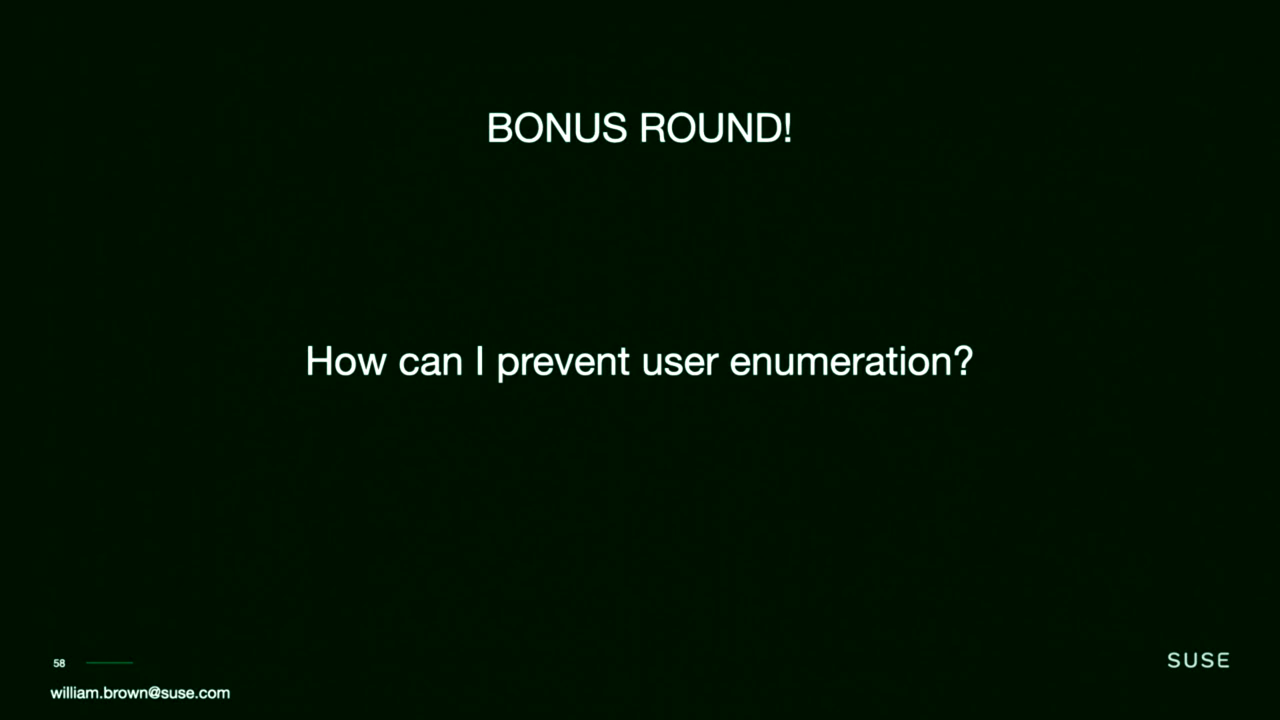 BONUS ROUND!
How can I prevent user enumeration?
58
SUSE
william.brown@suse.com